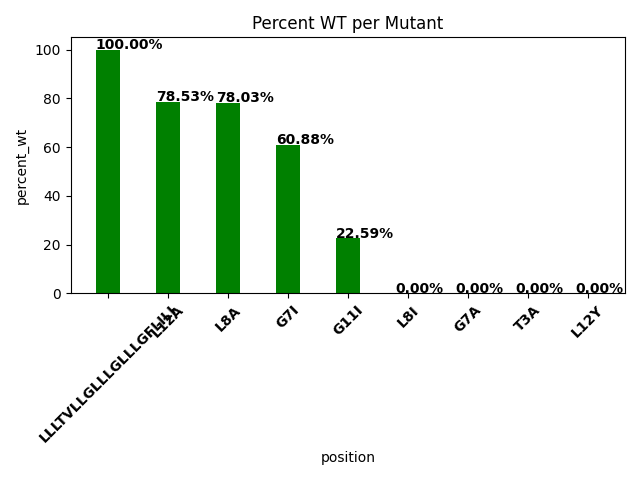 Percent WT per Mutant
percent_wt
100
80
60
40
20
0
100.00%
78.53%
78.03%
60.88%
22.59%
0.00%
0.00%
0.00%
0.00%
L12A
L8A
G7I
G11I
L8I
G7A
T3A
L12Y
position